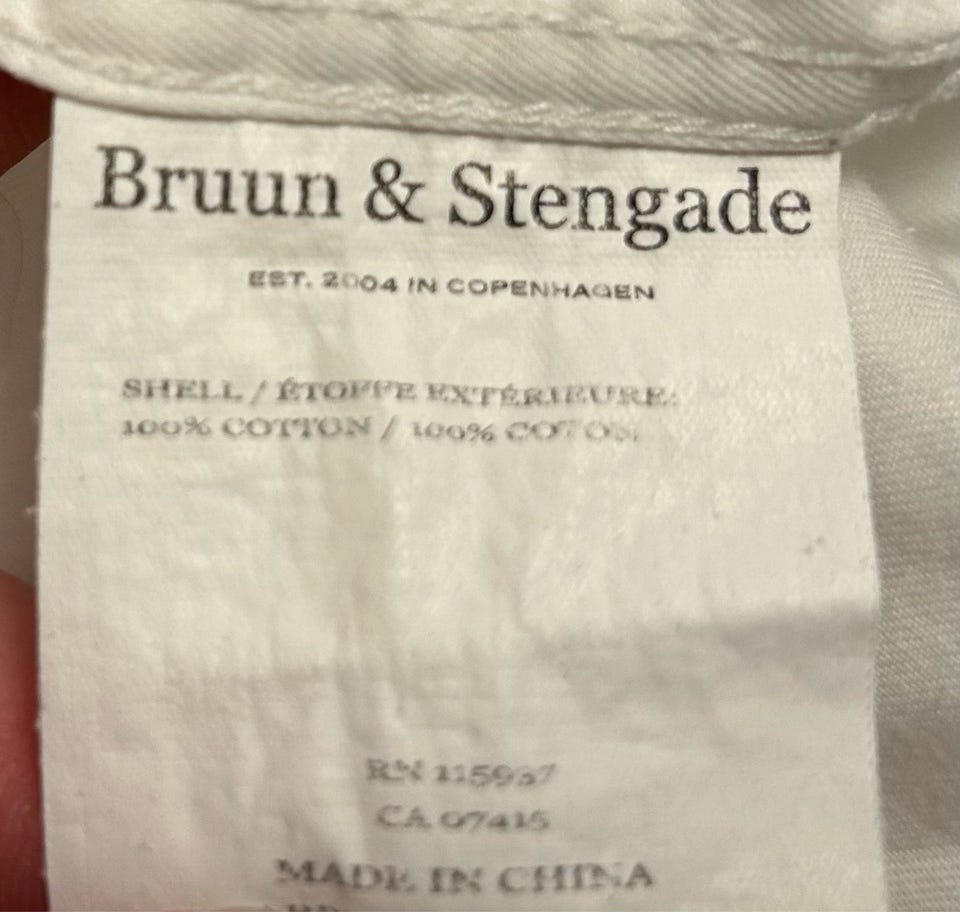 Bruun & Stengade
EST. 2004 IN COPENHAGEN
SHELL / ÉTOFFE EXTÉRIEURE:
100% COTTON / 100% COTON
RN
CA 07415
MADE IN CHINA